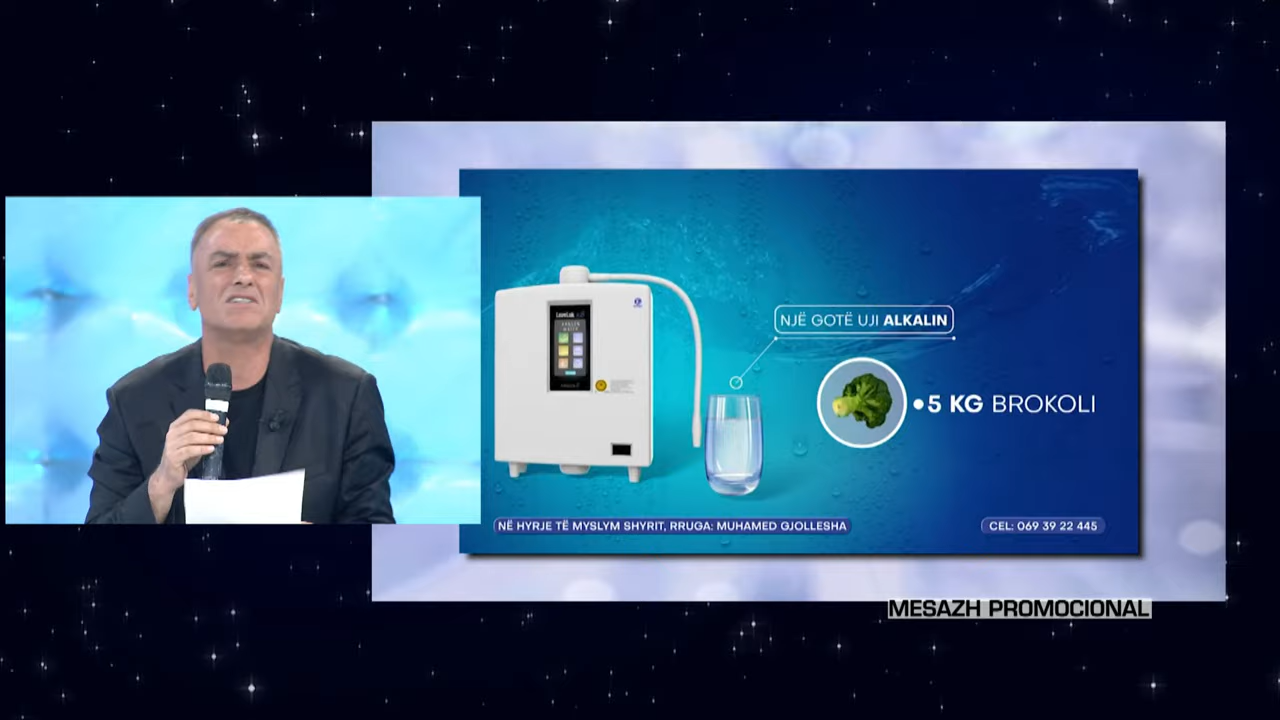 NJË GOTË UJI ALKALIN
•5 KG BROKOLI
NË HYRJE TË MYSLYM SHYRIT, RRUGA: MUHAMED GJOLLESHA
CEL: 069 39 22 445
MESAZH PROMOCIONAL